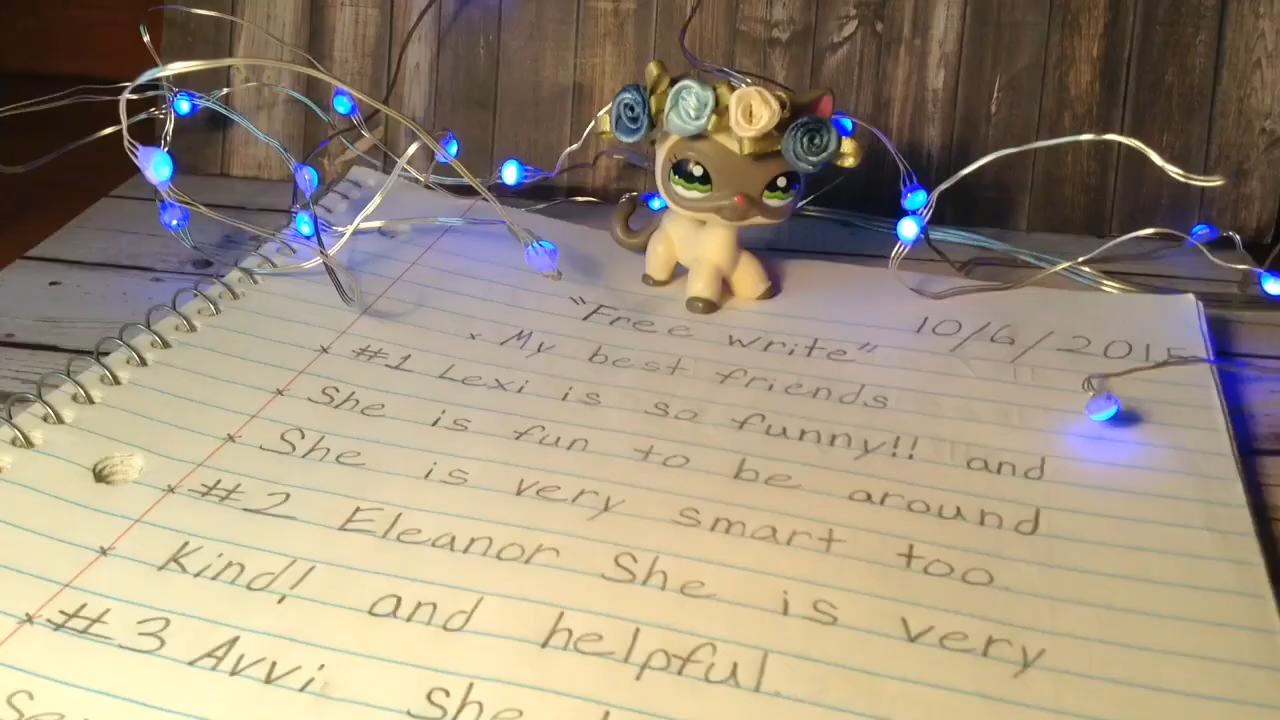 10/6/2015
"Free write"
× My best friends
× #1 Lexi is so funny!! and
× She is fun to be around
× She is very smart too
× #2 Eleanor She is very
× Kind! and helpful.
× #3 Avvi She